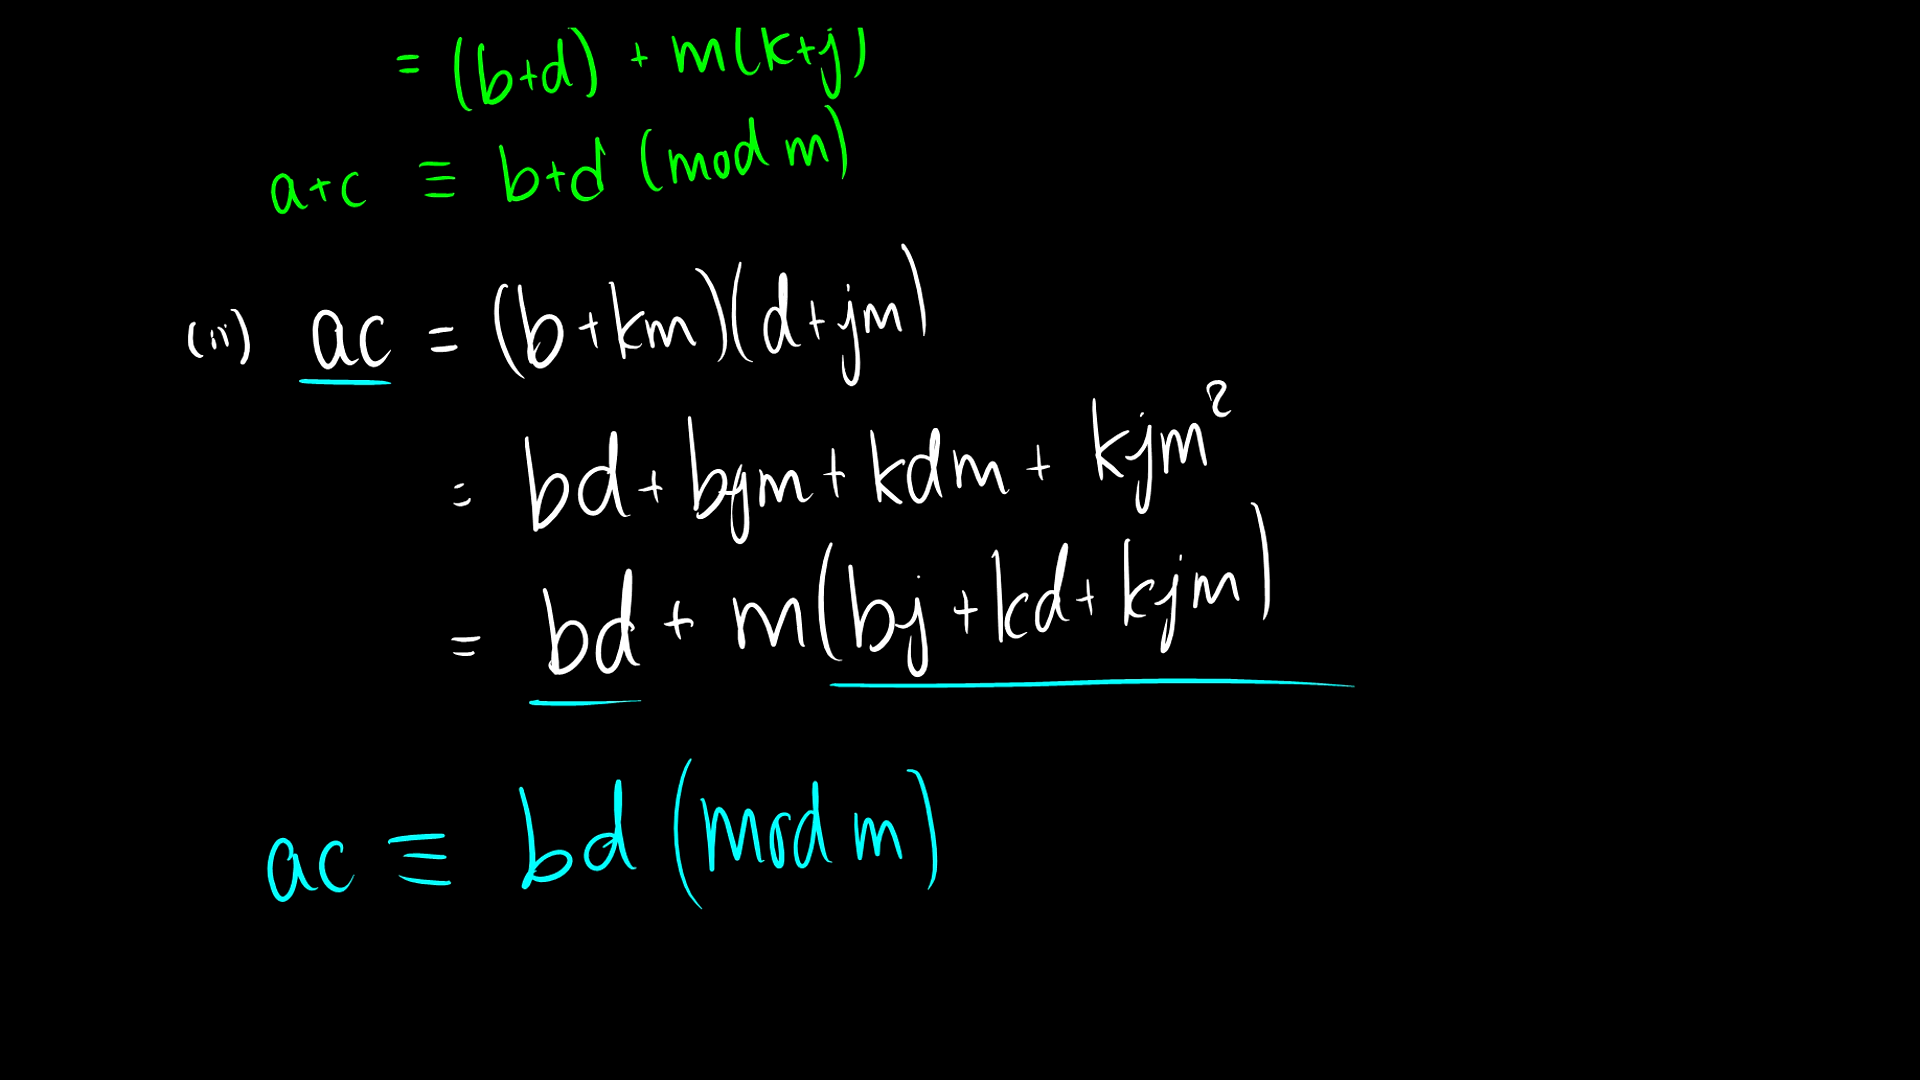 = (b+d) + m(k+j)
a+c ≡ b+d (mod m)
(ii) ac = (b+km)(d+jm)
= bd + bjm + kdm + kjm²
= bd + m(bj + kd + kjm)
ac ≡ bd (mod m)